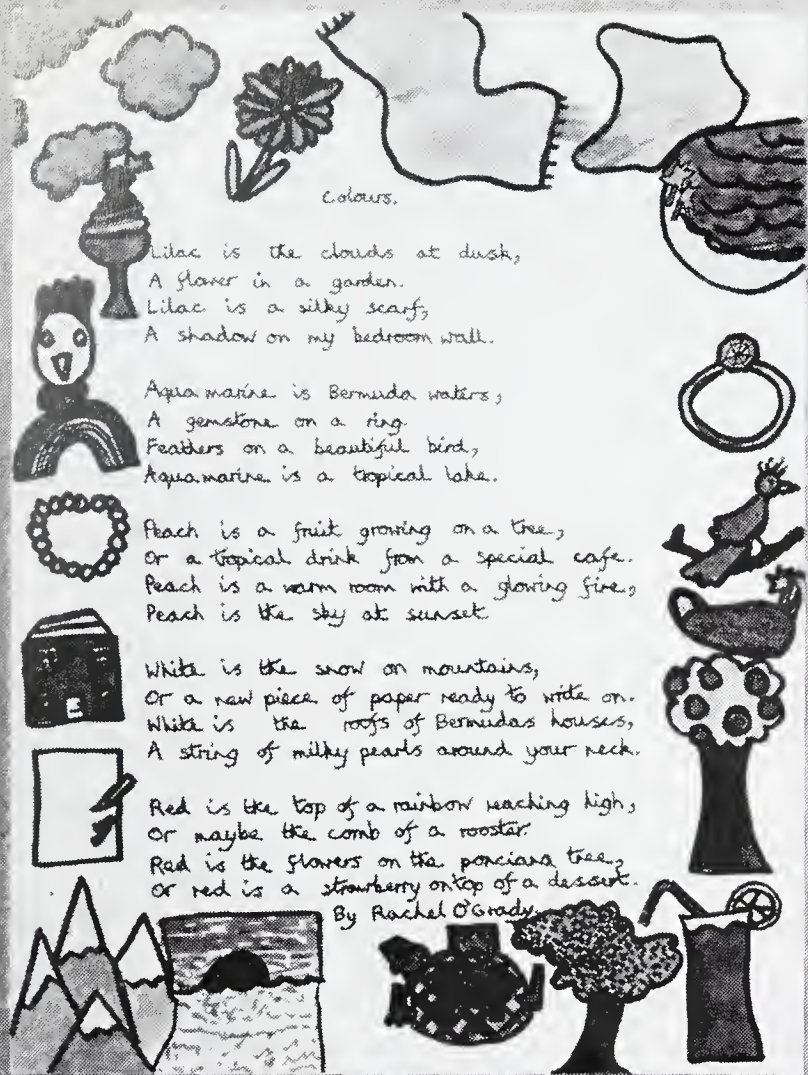 Colours.
Lilac is the clouds at dusk,
A flower in a garden.
Lilac is a silky scarf,
A shadow on my bedroom wall.
Aquamarine is Bermuda waters,
A gemstone on a ring.
Feathers on a beautiful bird,
Aquamarine is a tropical lake.
Peach is a fruit growing on a tree,
Or a tropical drink from a special cafe.
Peach is a warm room with a glowing fire,
Peach is the sky at sunset
White is the snow on mountains,
Or a new piece of paper ready to write on.
White is the roofs of Bermudas houses,
A string of milky pearls around your neck.
Red is the top of a rainbow reaching high,
Or maybe the comb of a rooster.
Red is the flowers on the ponciana tree,
Or red is a strawberry ontop of a dessert.
By Rachel O'Grady